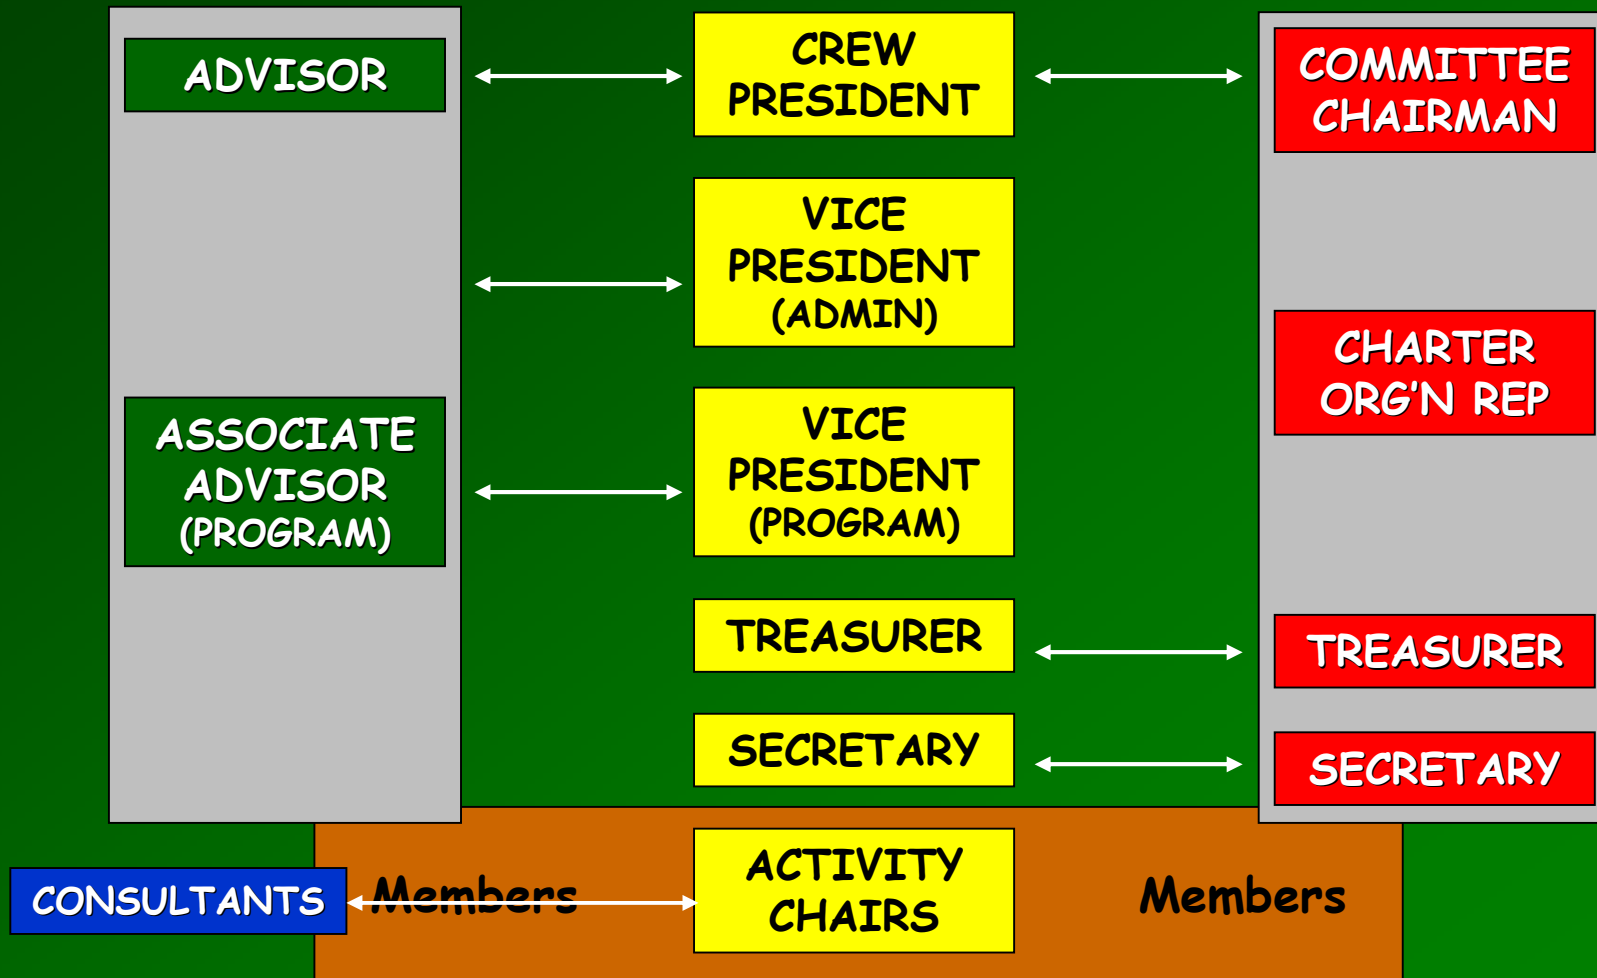 ADVISOR
CREW
PRESIDENT
COMMITTEE
CHAIRMAN
VICE
PRESIDENT
(ADMIN)
CHARTER
ORG’N REP
ASSOCIATE
ADVISOR
(PROGRAM)
VICE
PRESIDENT
(PROGRAM)
TREASURER
TREASURER
SECRETARY
SECRETARY
CONSULTANTS
Members
ACTIVITY
CHAIRS
Members